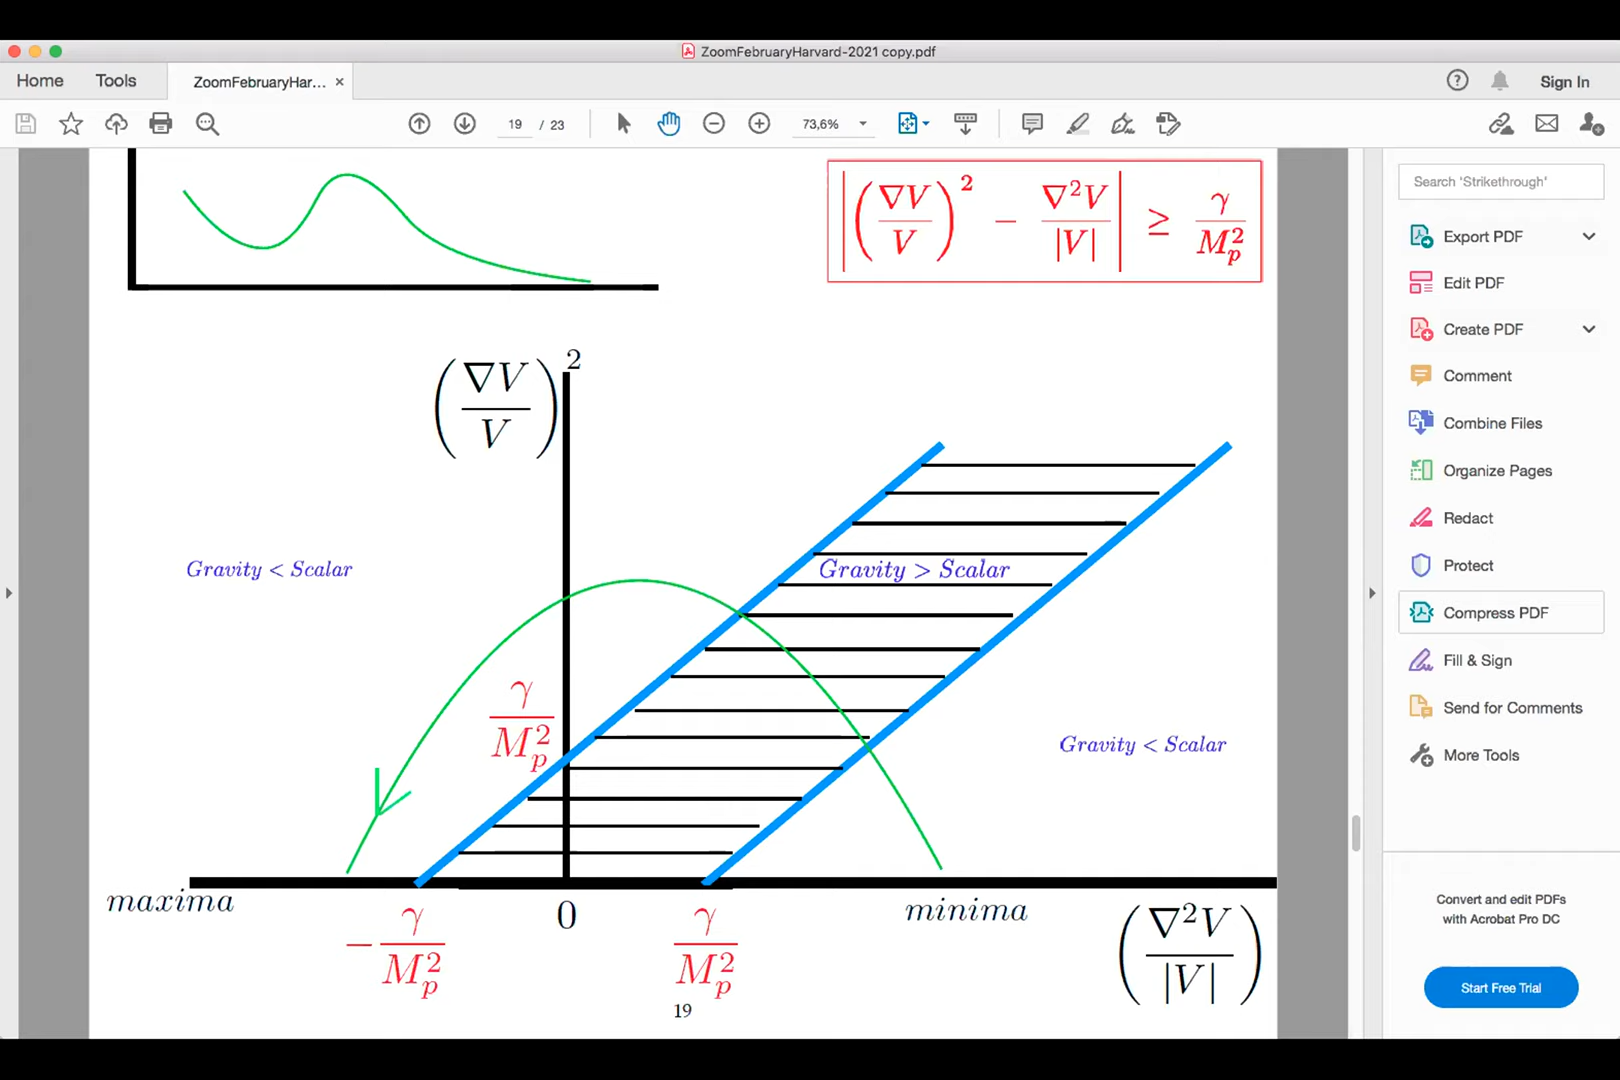 ZoomFebruaryHarvard-2021 copy.pdf
Home Tools ZoomFebruaryHar... × Sign In
19 / 23 73,6%
|(∇V/V)² − ∇²V/|V|| ≥ γ/M_p²
(∇V/V)²
Gravity < Scalar
Gravity > Scalar
γ/M_p²
Gravity < Scalar
maxima
−γ/M_p²
0
γ/M_p²
minima
(∇²V/|V|)
19
Search 'Strikethrough'
Export PDF
Edit PDF
Create PDF
Comment
Combine Files
Organize Pages
Redact
Protect
Compress PDF
Fill & Sign
Send for Comments
More Tools
Convert and edit PDFs
with Acrobat Pro DC
Start Free Trial